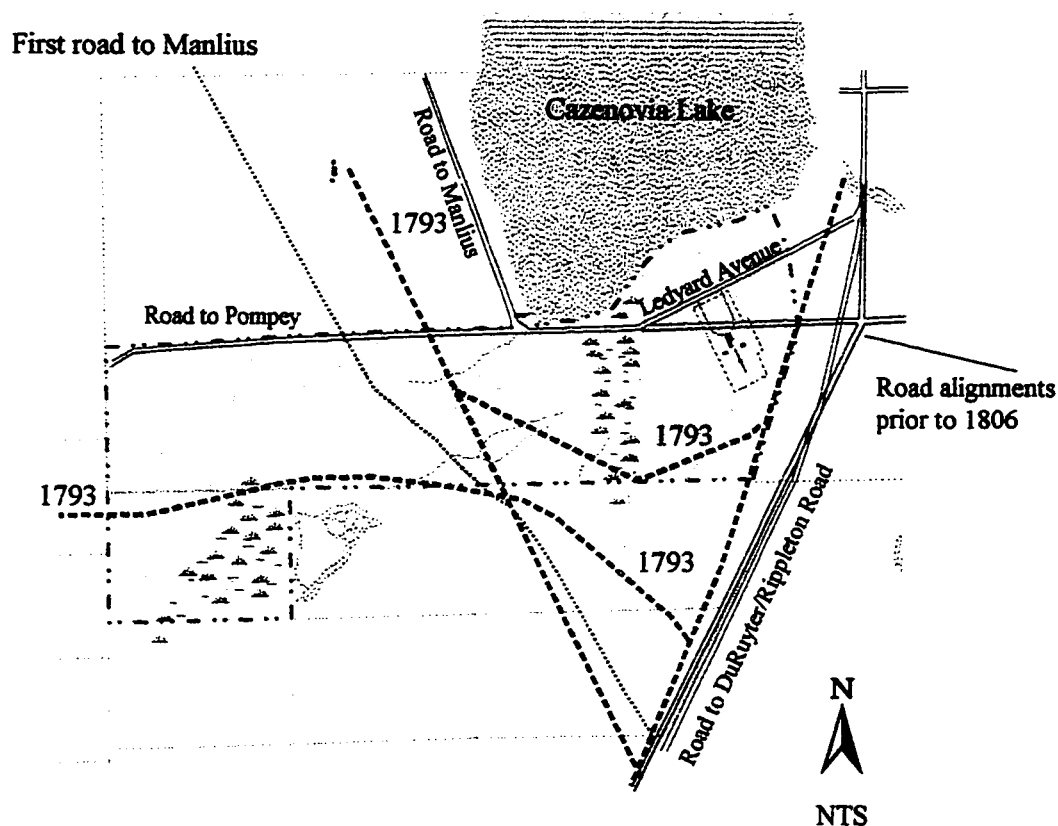 First road to Manlius
Cazenovia Lake
Road to Manlius
1793
Ledyard Avenue
Road to Pompey
Road alignments
prior to 1806
1793
1793
1793
Road to DuRuyter/Rippleton Road
N
NTS